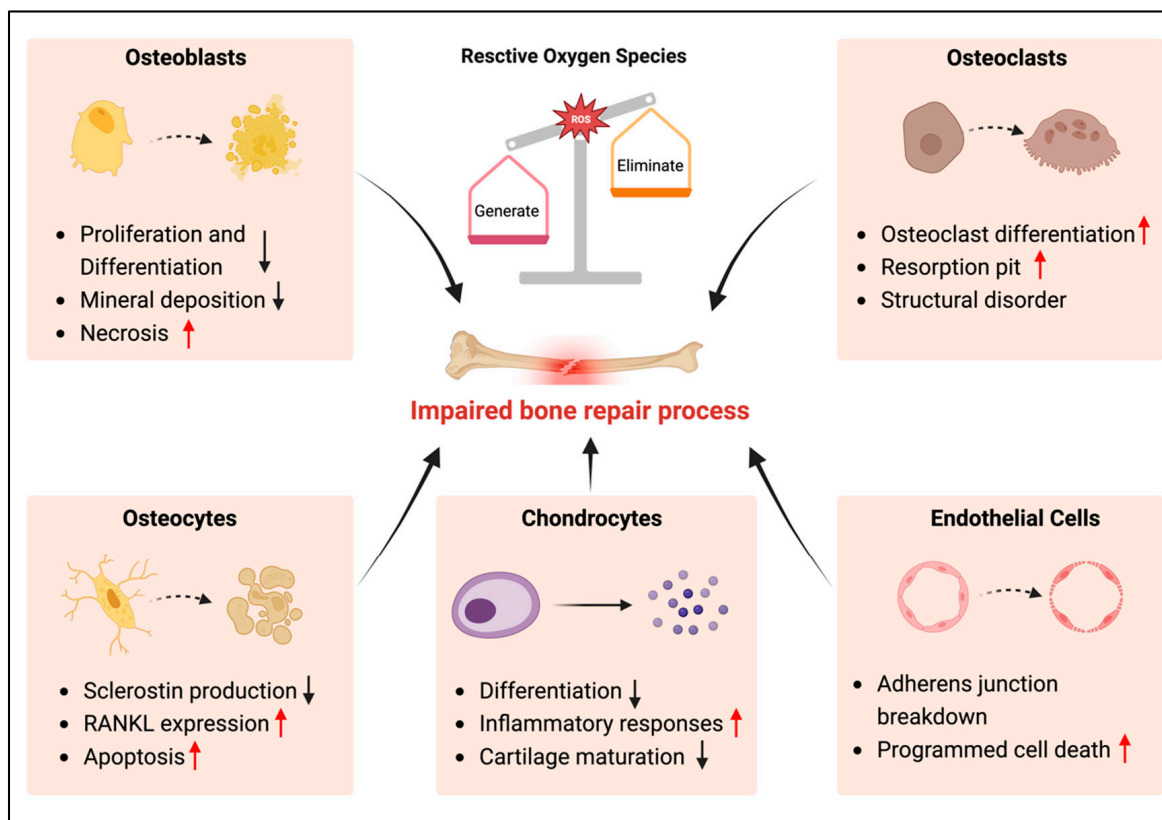 Osteoblasts
Proliferation and
Differentiation
Mineral deposition
Necrosis
Resctive Oxygen Species
ROS
Eliminate
Generate
Osteoclasts
Osteoclast differentiation
Resorption pit
Structural disorder
Impaired bone repair process
Osteocytes
Sclerostin production
RANKL expression
Apoptosis
Chondrocytes
Differentiation
Inflammatory responses
Cartilage maturation
Endothelial Cells
Adherens junction
breakdown
Programmed cell death